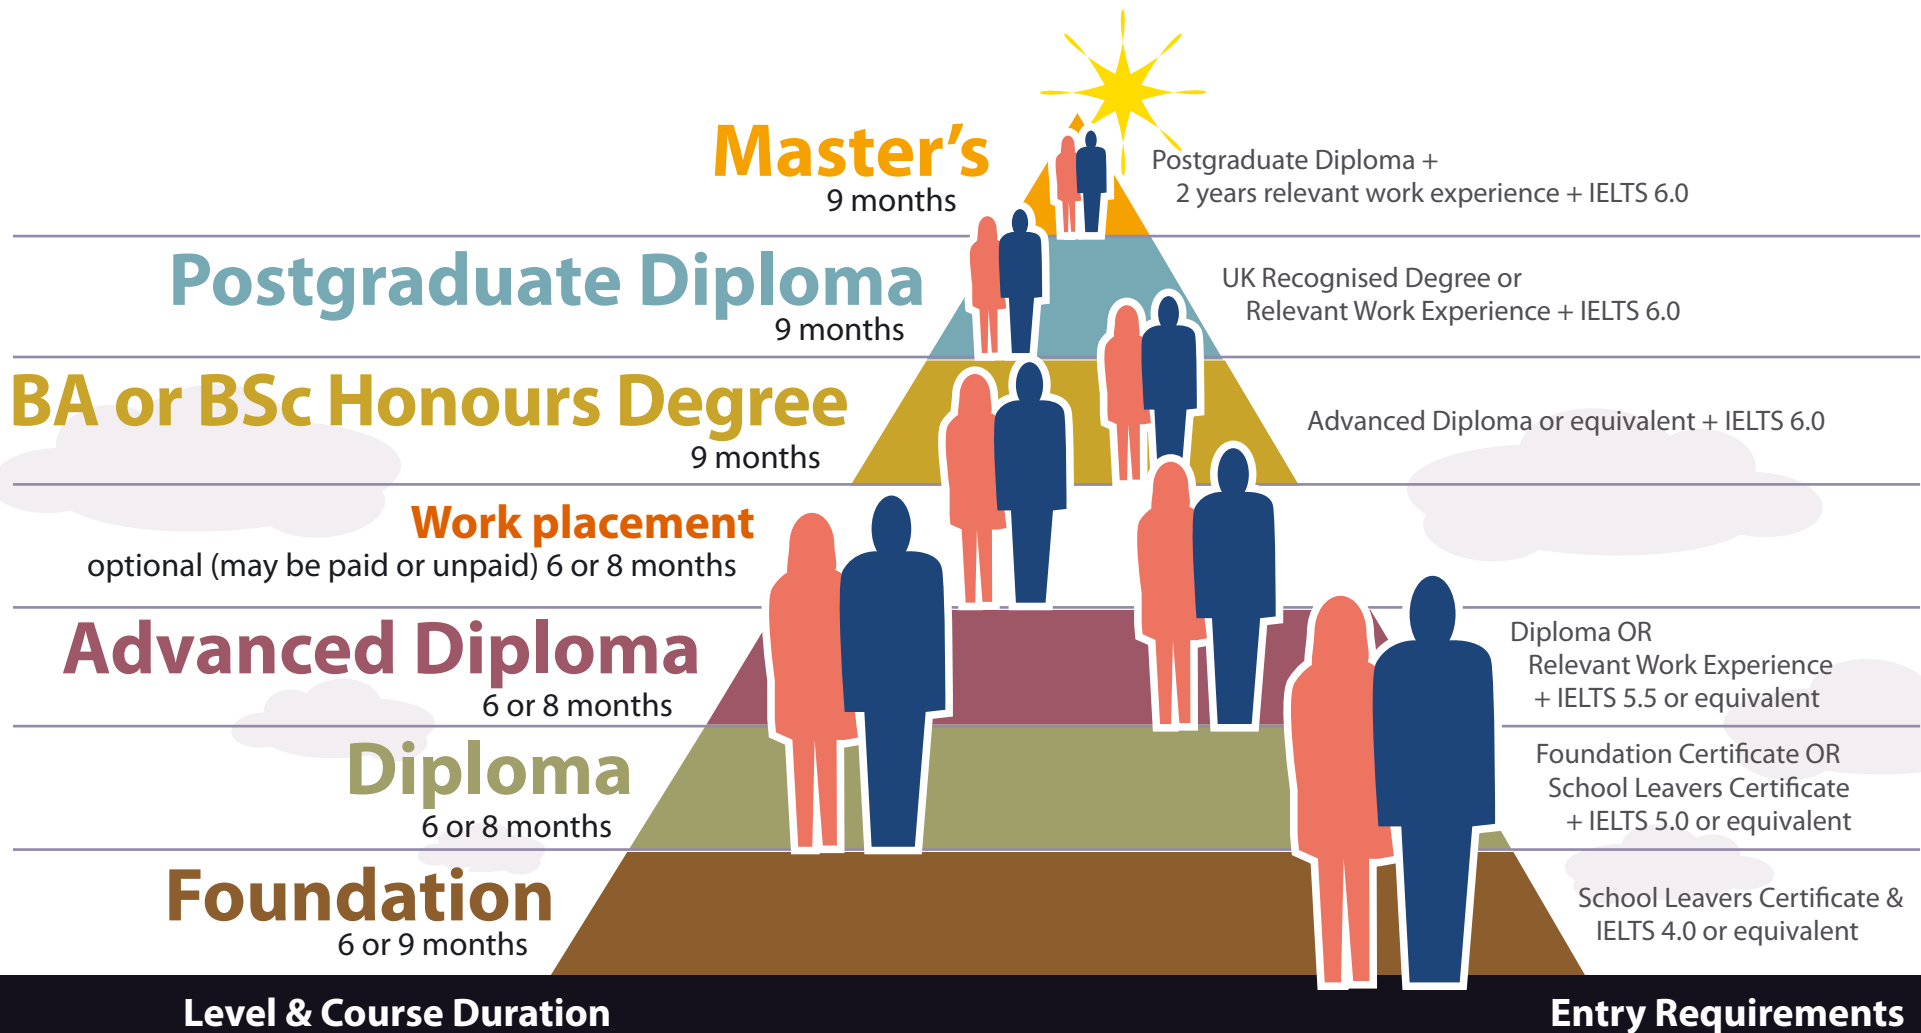 Master's
9 months
Postgraduate Diploma +
2 years relevant work experience + IELTS 6.0
Postgraduate Diploma
9 months
UK Recognised Degree or
Relevant Work Experience + IELTS 6.0
BA or BSc Honours Degree
9 months
Advanced Diploma or equivalent + IELTS 6.0
Work placement
optional (may be paid or unpaid) 6 or 8 months
Advanced Diploma
6 or 8 months
Diploma OR
Relevant Work Experience
+ IELTS 5.5 or equivalent
Diploma
6 or 8 months
Foundation Certificate OR
School Leavers Certificate
+ IELTS 5.0 or equivalent
Foundation
6 or 9 months
School Leavers Certificate &
IELTS 4.0 or equivalent
Level & Course Duration
Entry Requirements